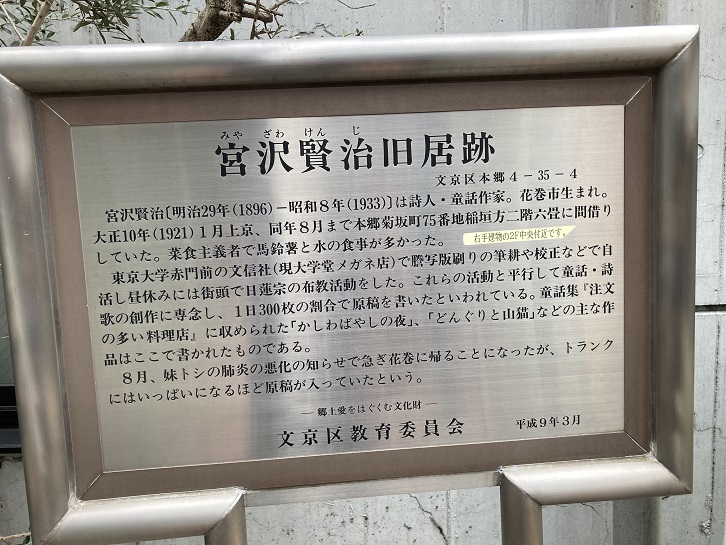 みや ざわ けん じ
宮沢賢治旧居跡
文京区本郷4-35-4
宮沢賢治〔明治29年(1896)-昭和8年(1933)〕は詩人・童話作家。花巻市生まれ。
大正10年(1921)1月上京、同年8月まで本郷菊坂町75番地稲垣方二階六畳に間借り
していた。菜食主義者で馬鈴薯と水の食事が多かった。
右手建物の2F中央付近です。
東京大学赤門前の文信社(現大学堂メガネ店)で謄写版刷りの筆耕や校正などで自
活し昼休みには街頭で日蓮宗の布教活動をした。これらの活動と平行して童話・詩
歌の創作に専念し、1日300枚の割合で原稿を書いたといわれている。童話集『注文
の多い料理店』に収められた「かしわばやしの夜」、「どんぐりと山猫」などの主な作
品はここで書かれたものである。
8月、妹トシの肺炎の悪化の知らせで急ぎ花巻に帰ることになったが、トランク
にはいっぱいになるほど原稿が入っていたという。
―郷土愛をはぐくむ文化財―
文京区教育委員会 平成9年3月